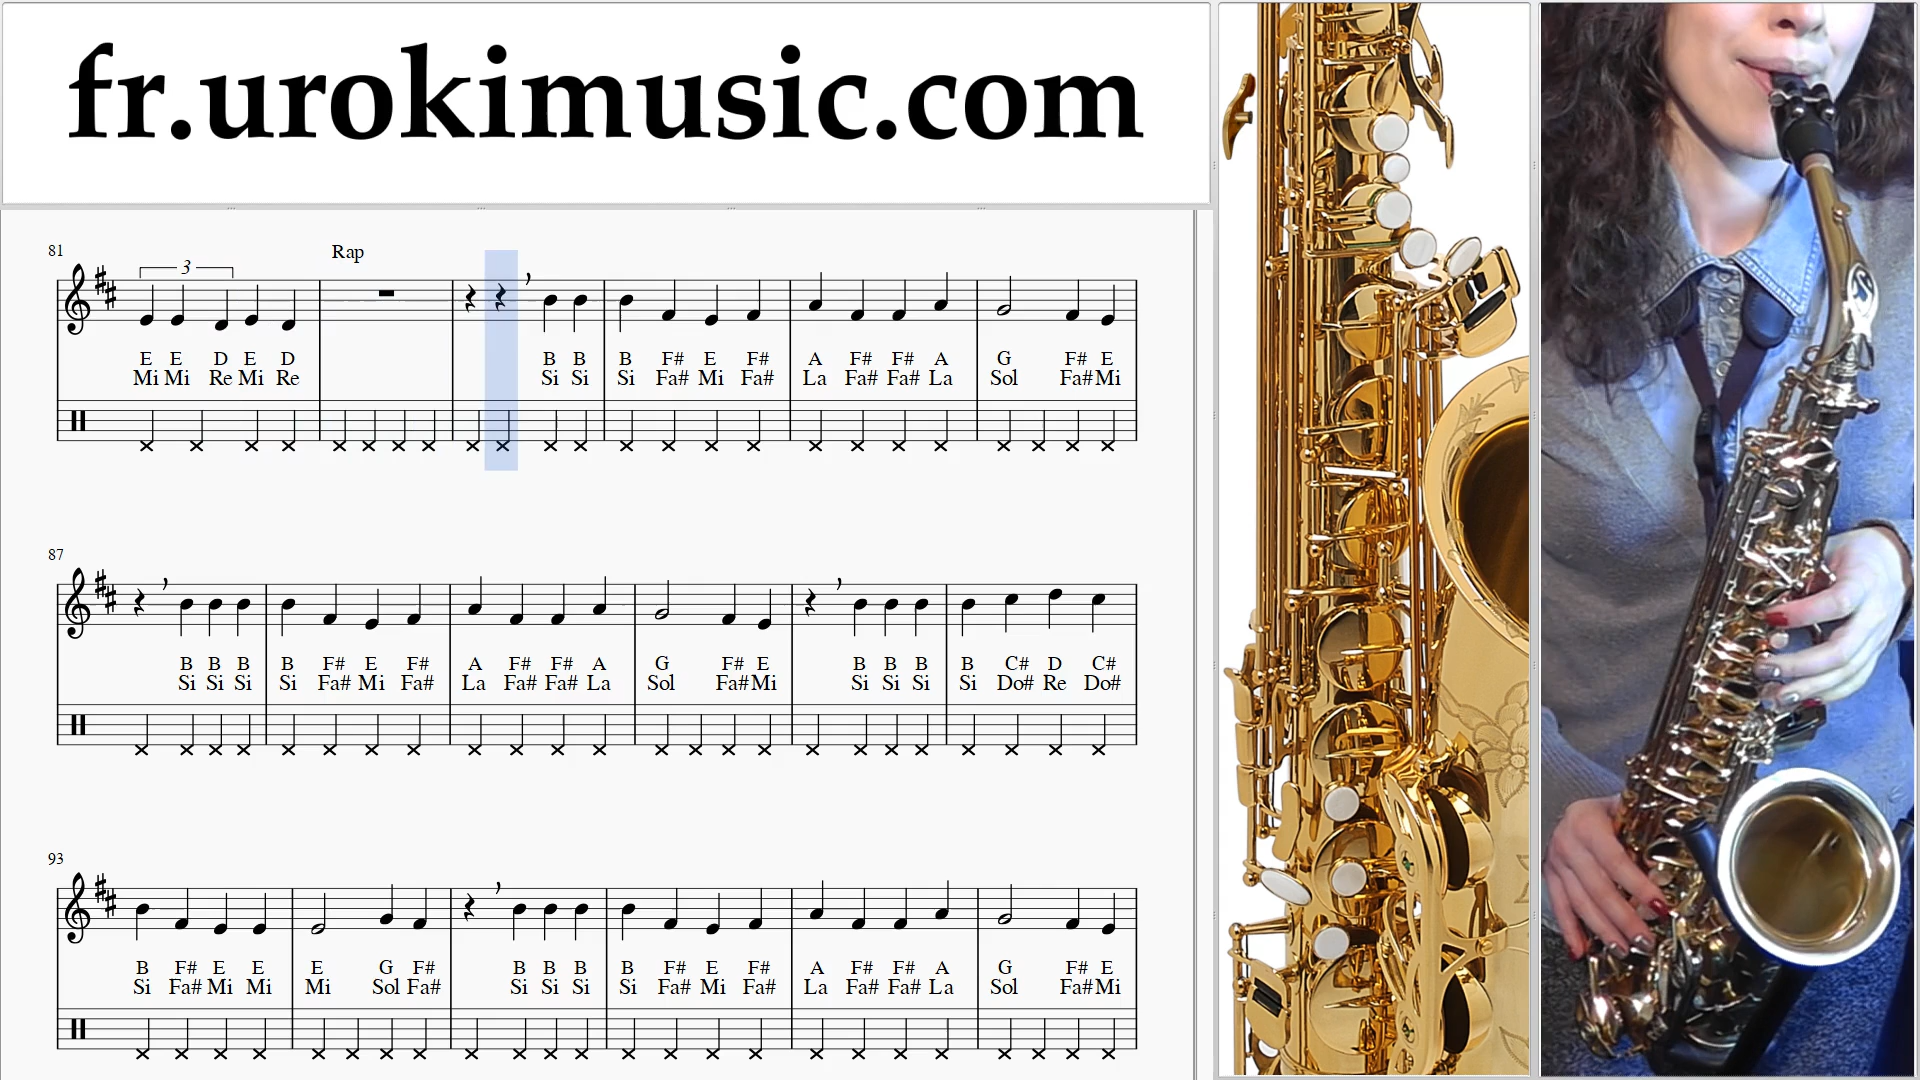 fr.urokimusic.com
81
3
Rap
E E D E D B B B F# E F# A F# F# A G F# E
Mi Mi Re Mi Re Si Si Si Fa# Mi Fa# La Fa# Fa# La Sol Fa# Mi
87
B B B B F# E F# A F# F# A G F# E B B B B C# D C#
Si Si Si Si Fa# Mi Fa# La Fa# Fa# La Sol Fa# Mi Si Si Si Si Do# Re Do#
93
B F# E E E G F# B B B B F# E F# A F# F# A G F# E
Si Fa# Mi Mi Mi Sol Fa# Si Si Si Si Fa# Mi Fa# La Fa# Fa# La Sol Fa# Mi